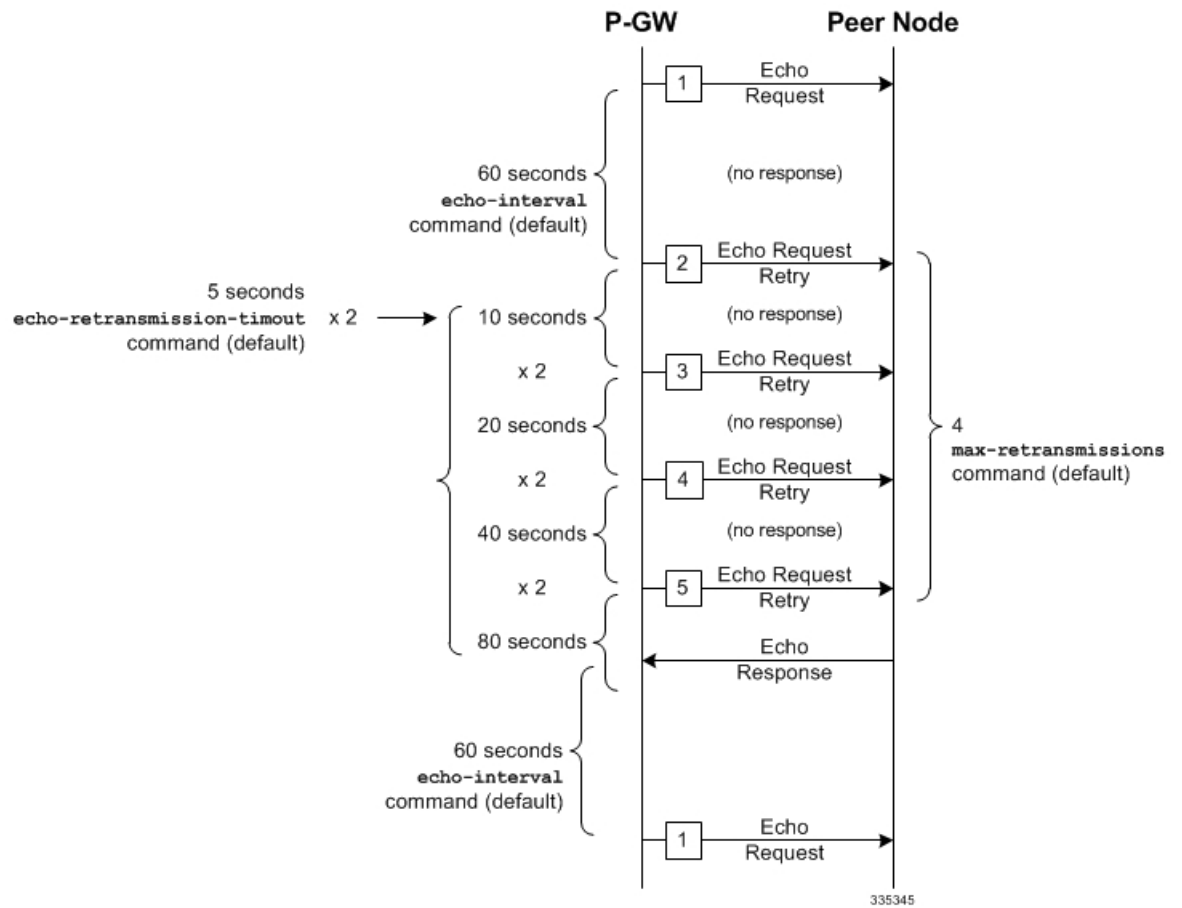 P-GW
Peer Node
1
Echo
Request
60 seconds
echo-interval
command (default)
(no response)
2
Echo Request
Retry
5 seconds
echo-retransmission-timout
command (default)
x 2
10 seconds
(no response)
x 2
3
Echo Request
Retry
20 seconds
(no response)
4
max-retransmissions
command (default)
x 2
4
Echo Request
Retry
40 seconds
(no response)
x 2
5
Echo Request
Retry
80 seconds
Echo
Response
60 seconds
echo-interval
command (default)
1
Echo
Request
335345